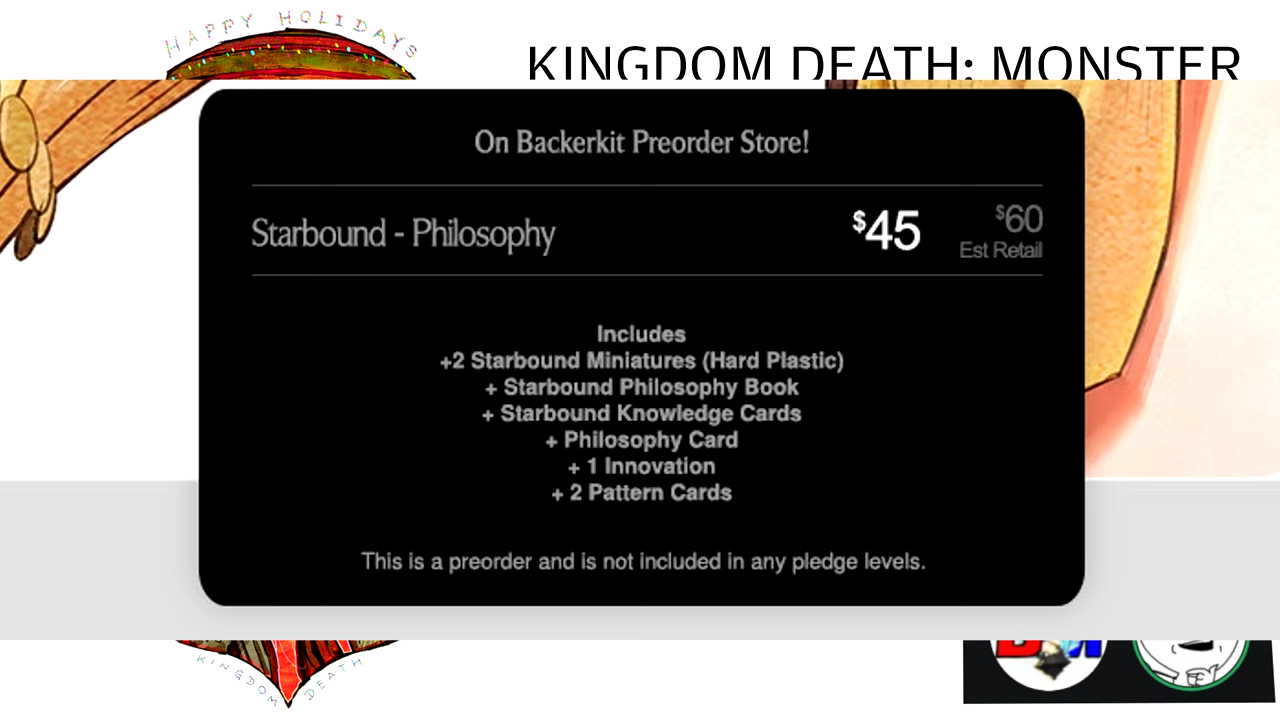 HAPPY HOLIDAYS
KINGDOM DEATH: MONSTER
On Backerkit Preorder Store!
Starbound - Philosophy
$45
$60
Est Retail
Includes
+2 Starbound Miniatures (Hard Plastic)
+ Starbound Philosophy Book
+ Starbound Knowledge Cards
+ Philosophy Card
+ 1 Innovation
+ 2 Pattern Cards
This is a preorder and is not included in any pledge levels.
KINGDOM DEATH